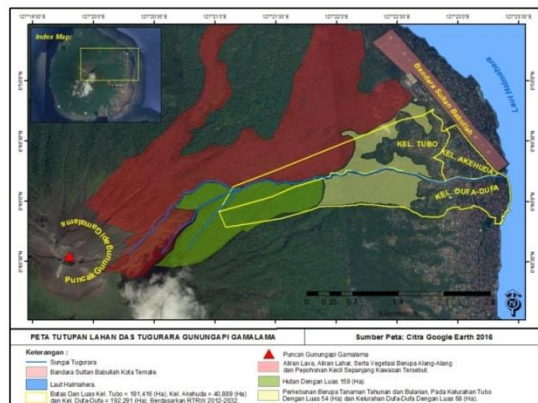 127°19'30"E 127°20'0"E 127°20'30"E 127°21'0"E 127°21'30"E 127°22'0"E 127°22'30"E 127°23'0"E 127°23'30"E
Index Map:
Bandara Sultan Babullah
Laut Halmahera
KEL. TUBO
KEL. AKEHUDA
KEL. DUFA-DUFA
Puncak Gunungapi Gamalama
PETA TUTUPAN LAHAN DAS TUGURARA GUNUNGAPI GAMALAMA
Sumber Peta: Citra Google Earth 2016
Keterangan :
Sungai Tugurara
Bandara Sultan Babullah Kota Ternate
Laut Halmahera
Batas Dan Luas Kel. Tubo = 181,416 (Ha), Kel. Akehuda = 40,889 (Ha)
dan Kel. Dufa-Dufa = 192,291 (Ha), Berdasarkan RTRW 2012-2032
Puncak Gunungapi Gamalama
Aliran Lava, Aliran Lahar, Serta Vegetasi Berupa Alang-Alang
dan Pepohonan Kecil Sepanjang Kawasan Tersebut.
Hutan Dengan Luas 159 (Ha)
Perkebunan Berupa Tanaman Tahunan dan Bulanan, Pada Kelurahan Tubo
Dengan Luas 54 (Ha) dan Kelurahan Dufa-Dufa Dengan Luas 68 (Ha).